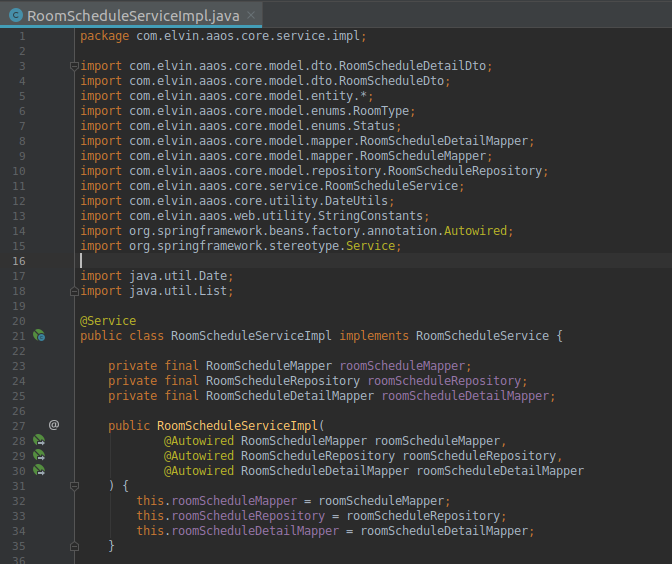 RoomScheduleServiceImpl.java
1 package com.elvin.aaos.core.service.impl;
2
3 import com.elvin.aaos.core.model.dto.RoomScheduleDetailDto;
4 import com.elvin.aaos.core.model.dto.RoomScheduleDto;
5 import com.elvin.aaos.core.model.entity.*;
6 import com.elvin.aaos.core.model.enums.RoomType;
7 import com.elvin.aaos.core.model.enums.Status;
8 import com.elvin.aaos.core.model.mapper.RoomScheduleDetailMapper;
9 import com.elvin.aaos.core.model.mapper.RoomScheduleMapper;
10 import com.elvin.aaos.core.model.repository.RoomScheduleRepository;
11 import com.elvin.aaos.core.service.RoomScheduleService;
12 import com.elvin.aaos.core.utility.DateUtils;
13 import com.elvin.aaos.web.utility.StringConstants;
14 import org.springframework.beans.factory.annotation.Autowired;
15 import org.springframework.stereotype.Service;
16
17 import java.util.Date;
18 import java.util.List;
19
20 @Service
21 public class RoomScheduleServiceImpl implements RoomScheduleService {
22
23 private final RoomScheduleMapper roomScheduleMapper;
24 private final RoomScheduleRepository roomScheduleRepository;
25 private final RoomScheduleDetailMapper roomScheduleDetailMapper;
26
27 @ public RoomScheduleServiceImpl(
28 @Autowired RoomScheduleMapper roomScheduleMapper,
29 @Autowired RoomScheduleRepository roomScheduleRepository,
30 @Autowired RoomScheduleDetailMapper roomScheduleDetailMapper
31 ) {
32 this.roomScheduleMapper = roomScheduleMapper;
33 this.roomScheduleRepository = roomScheduleRepository;
34 this.roomScheduleDetailMapper = roomScheduleDetailMapper;
35 }
36